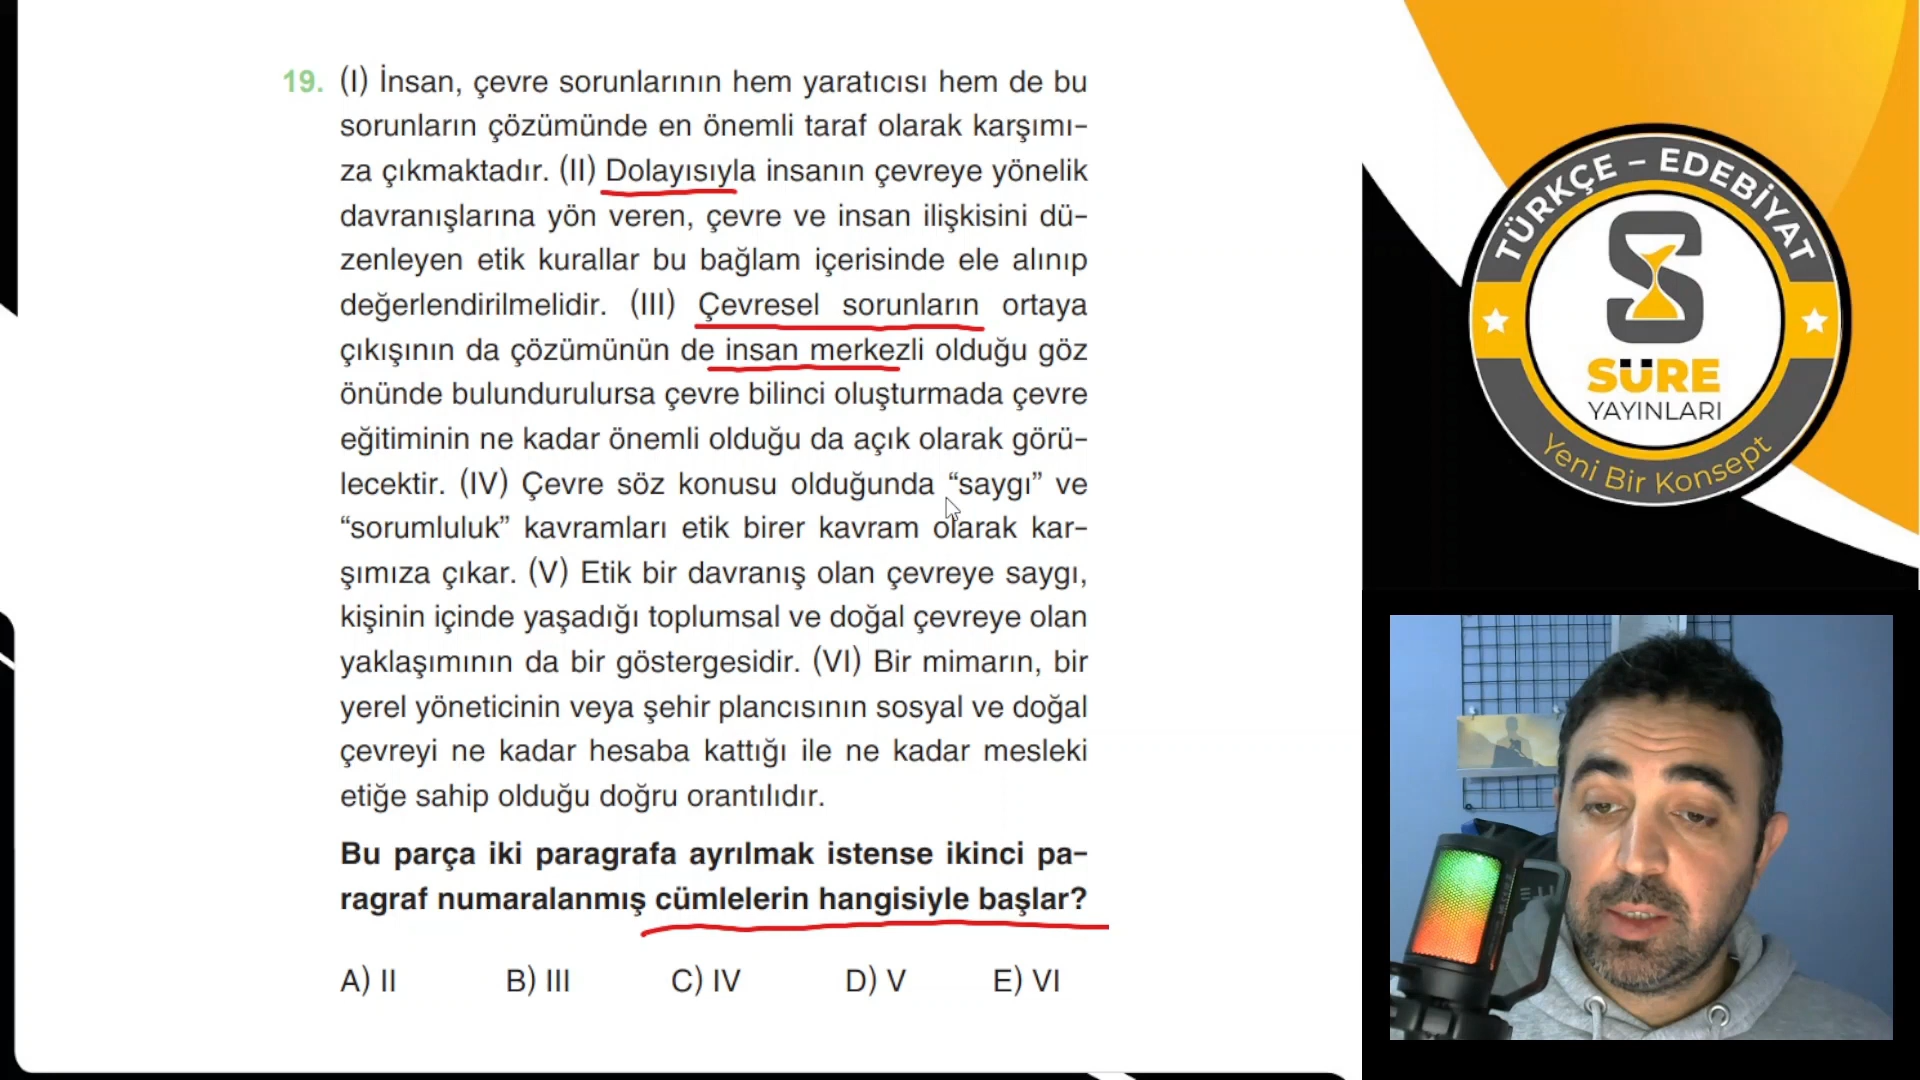 19. (I) İnsan, çevre sorunlarının hem yaratıcısı hem de bu
sorunların çözümünde en önemli taraf olarak karşımı-
za çıkmaktadır. (II) Dolayısıyla insanın çevreye yönelik
davranışlarına yön veren, çevre ve insan ilişkisini dü-
zenleyen etik kurallar bu bağlam içerisinde ele alınıp
değerlendirilmelidir. (III) Çevresel sorunların ortaya
çıkışının da çözümünün de insan merkezli olduğu göz
önünde bulundurulursa çevre bilinci oluşturmada çevre
eğitiminin ne kadar önemli olduğu da açık olarak görü-
lecektir. (IV) Çevre söz konusu olduğunda “saygı” ve
“sorumluluk” kavramları etik birer kavram olarak kar-
şımıza çıkar. (V) Etik bir davranış olan çevreye saygı,
kişinin içinde yaşadığı toplumsal ve doğal çevreye olan
yaklaşımının da bir göstergesidir. (VI) Bir mimarın, bir
yerel yöneticinin veya şehir plancısının sosyal ve doğal
çevreyi ne kadar hesaba kattığı ile ne kadar mesleki
etiğe sahip olduğu doğru orantılıdır.
Bu parça iki paragrafa ayrılmak istense ikinci pa-
ragraf numaralanmış cümlelerin hangisiyle başlar?
A) II B) III C) IV D) V E) VI
TÜRKÇE – EDEBİYAT
SÜRE
YAYINLARI
Yeni Bir Konsept